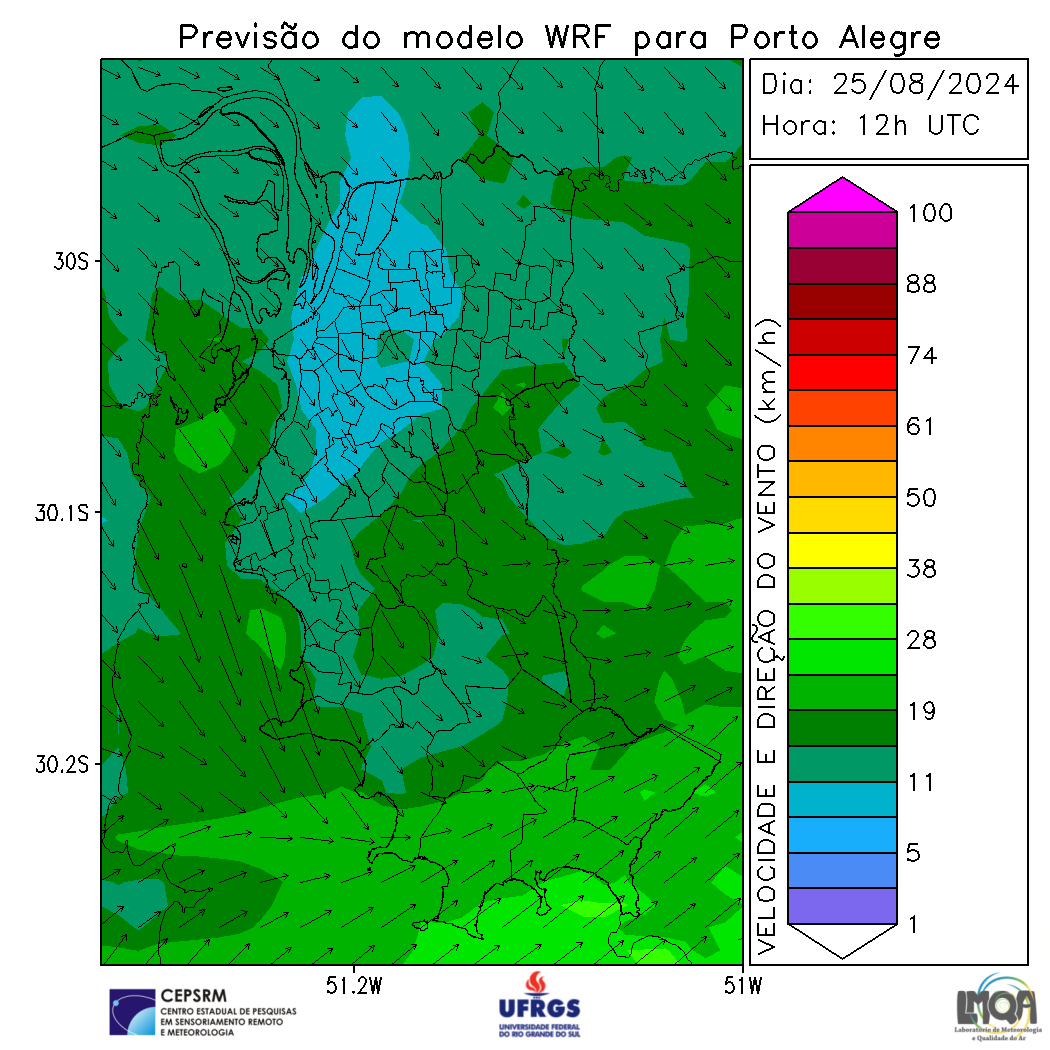 Previsão do modelo WRF para Porto Alegre
Dia: 25/08/2024
Hora: 12h UTC
30S
30.1S
30.2S
51.2W
51W
VELOCIDADE E DIREÇÃO DO VENTO (km/h)
100
88
74
61
50
38
28
19
11
5
1
CEPSRM
CENTRO ESTADUAL DE PESQUISAS
EM SENSORIAMENTO REMOTO
E METEOROLOGIA
UFRGS
UNIVERSIDADE FEDERAL
DO RIO GRANDE DO SUL
LMQA
Laboratório de Meteorologia
e Qualidade do Ar